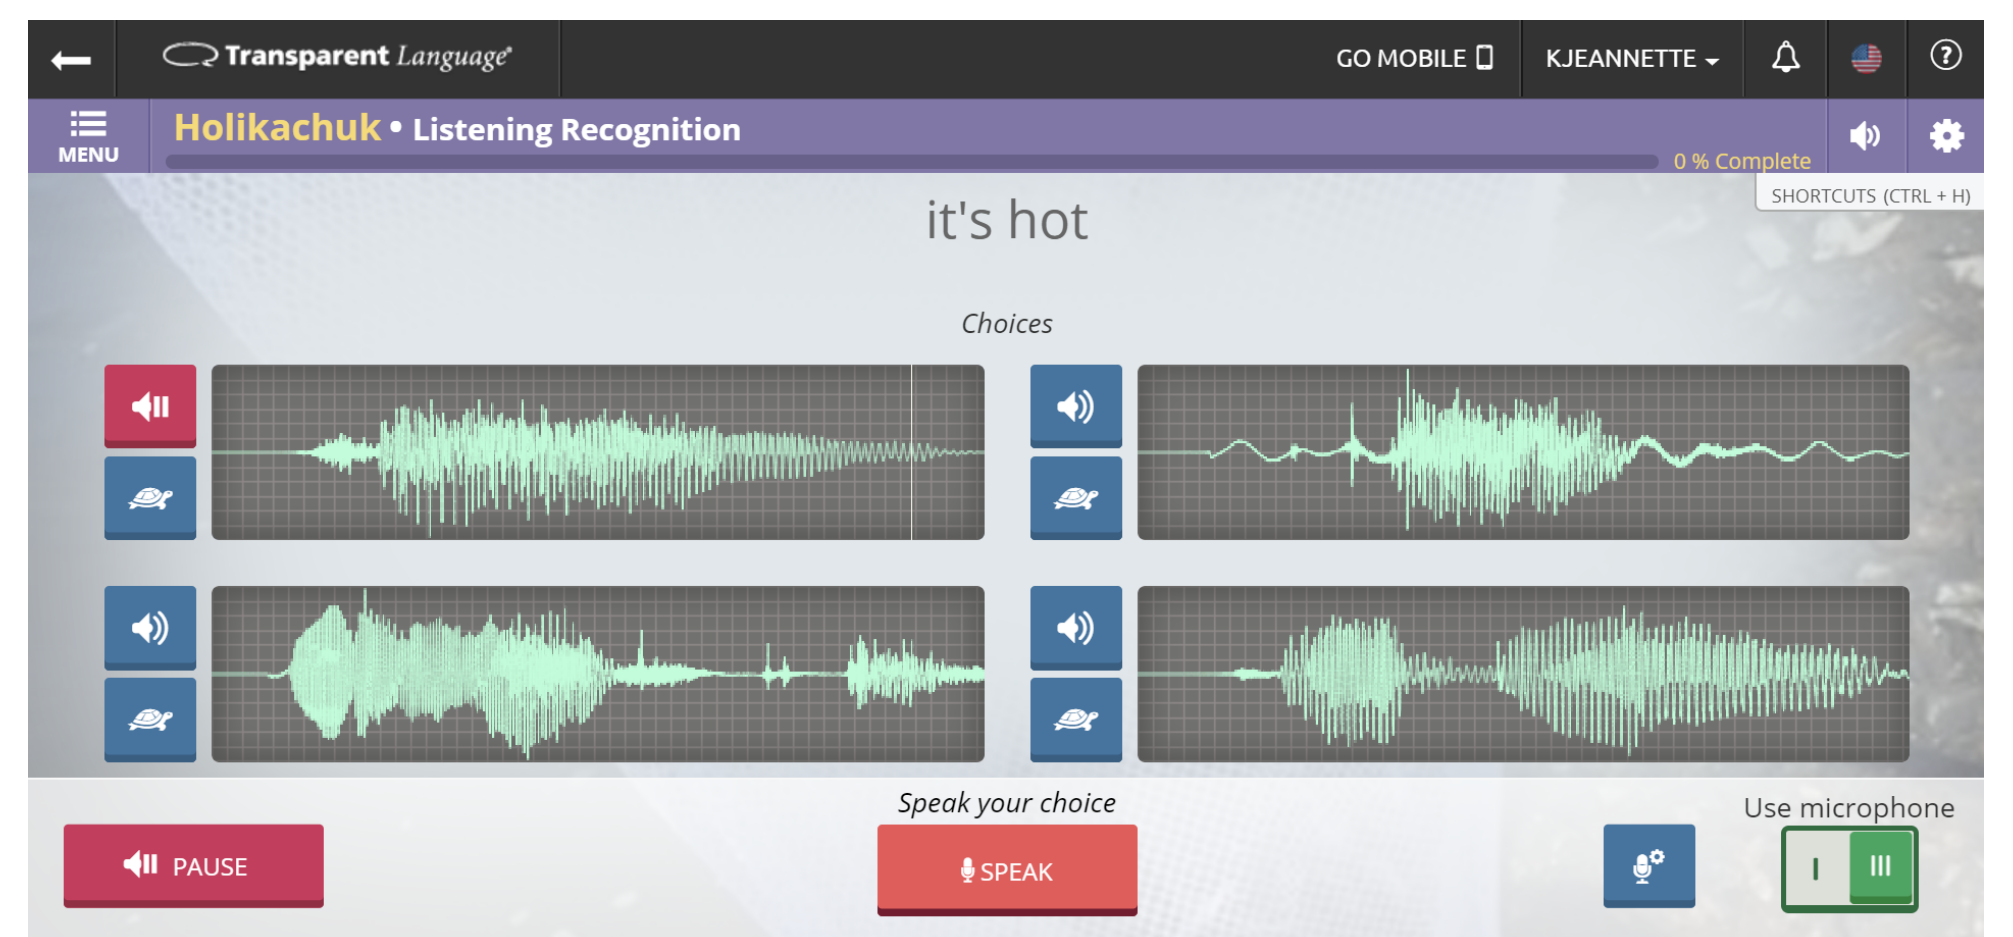 Transparent Language®
GO MOBILE
KJEANNETTE
?
MENU
Holikachuk • Listening Recognition
0 % Complete
SHORTCUTS (CTRL + H)
it's hot
Choices
Speak your choice
Use microphone
PAUSE
SPEAK